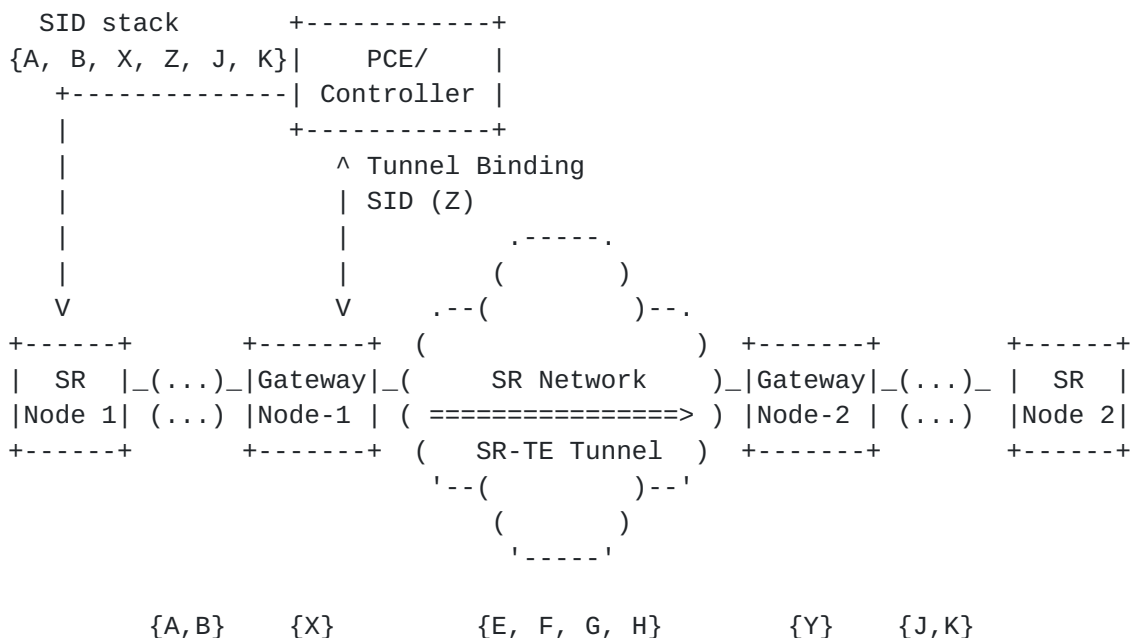 SID stack
{A, B, X, Z, J, K}
PCE/
Controller
Tunnel Binding
SID (Z)
SR Gateway SR Network Gateway SR
Node 1 (...) Node-1 Node-2 (...) Node 2
SR-TE Tunnel
{A,B} {X} {E, F, G, H} {Y} {J,K}